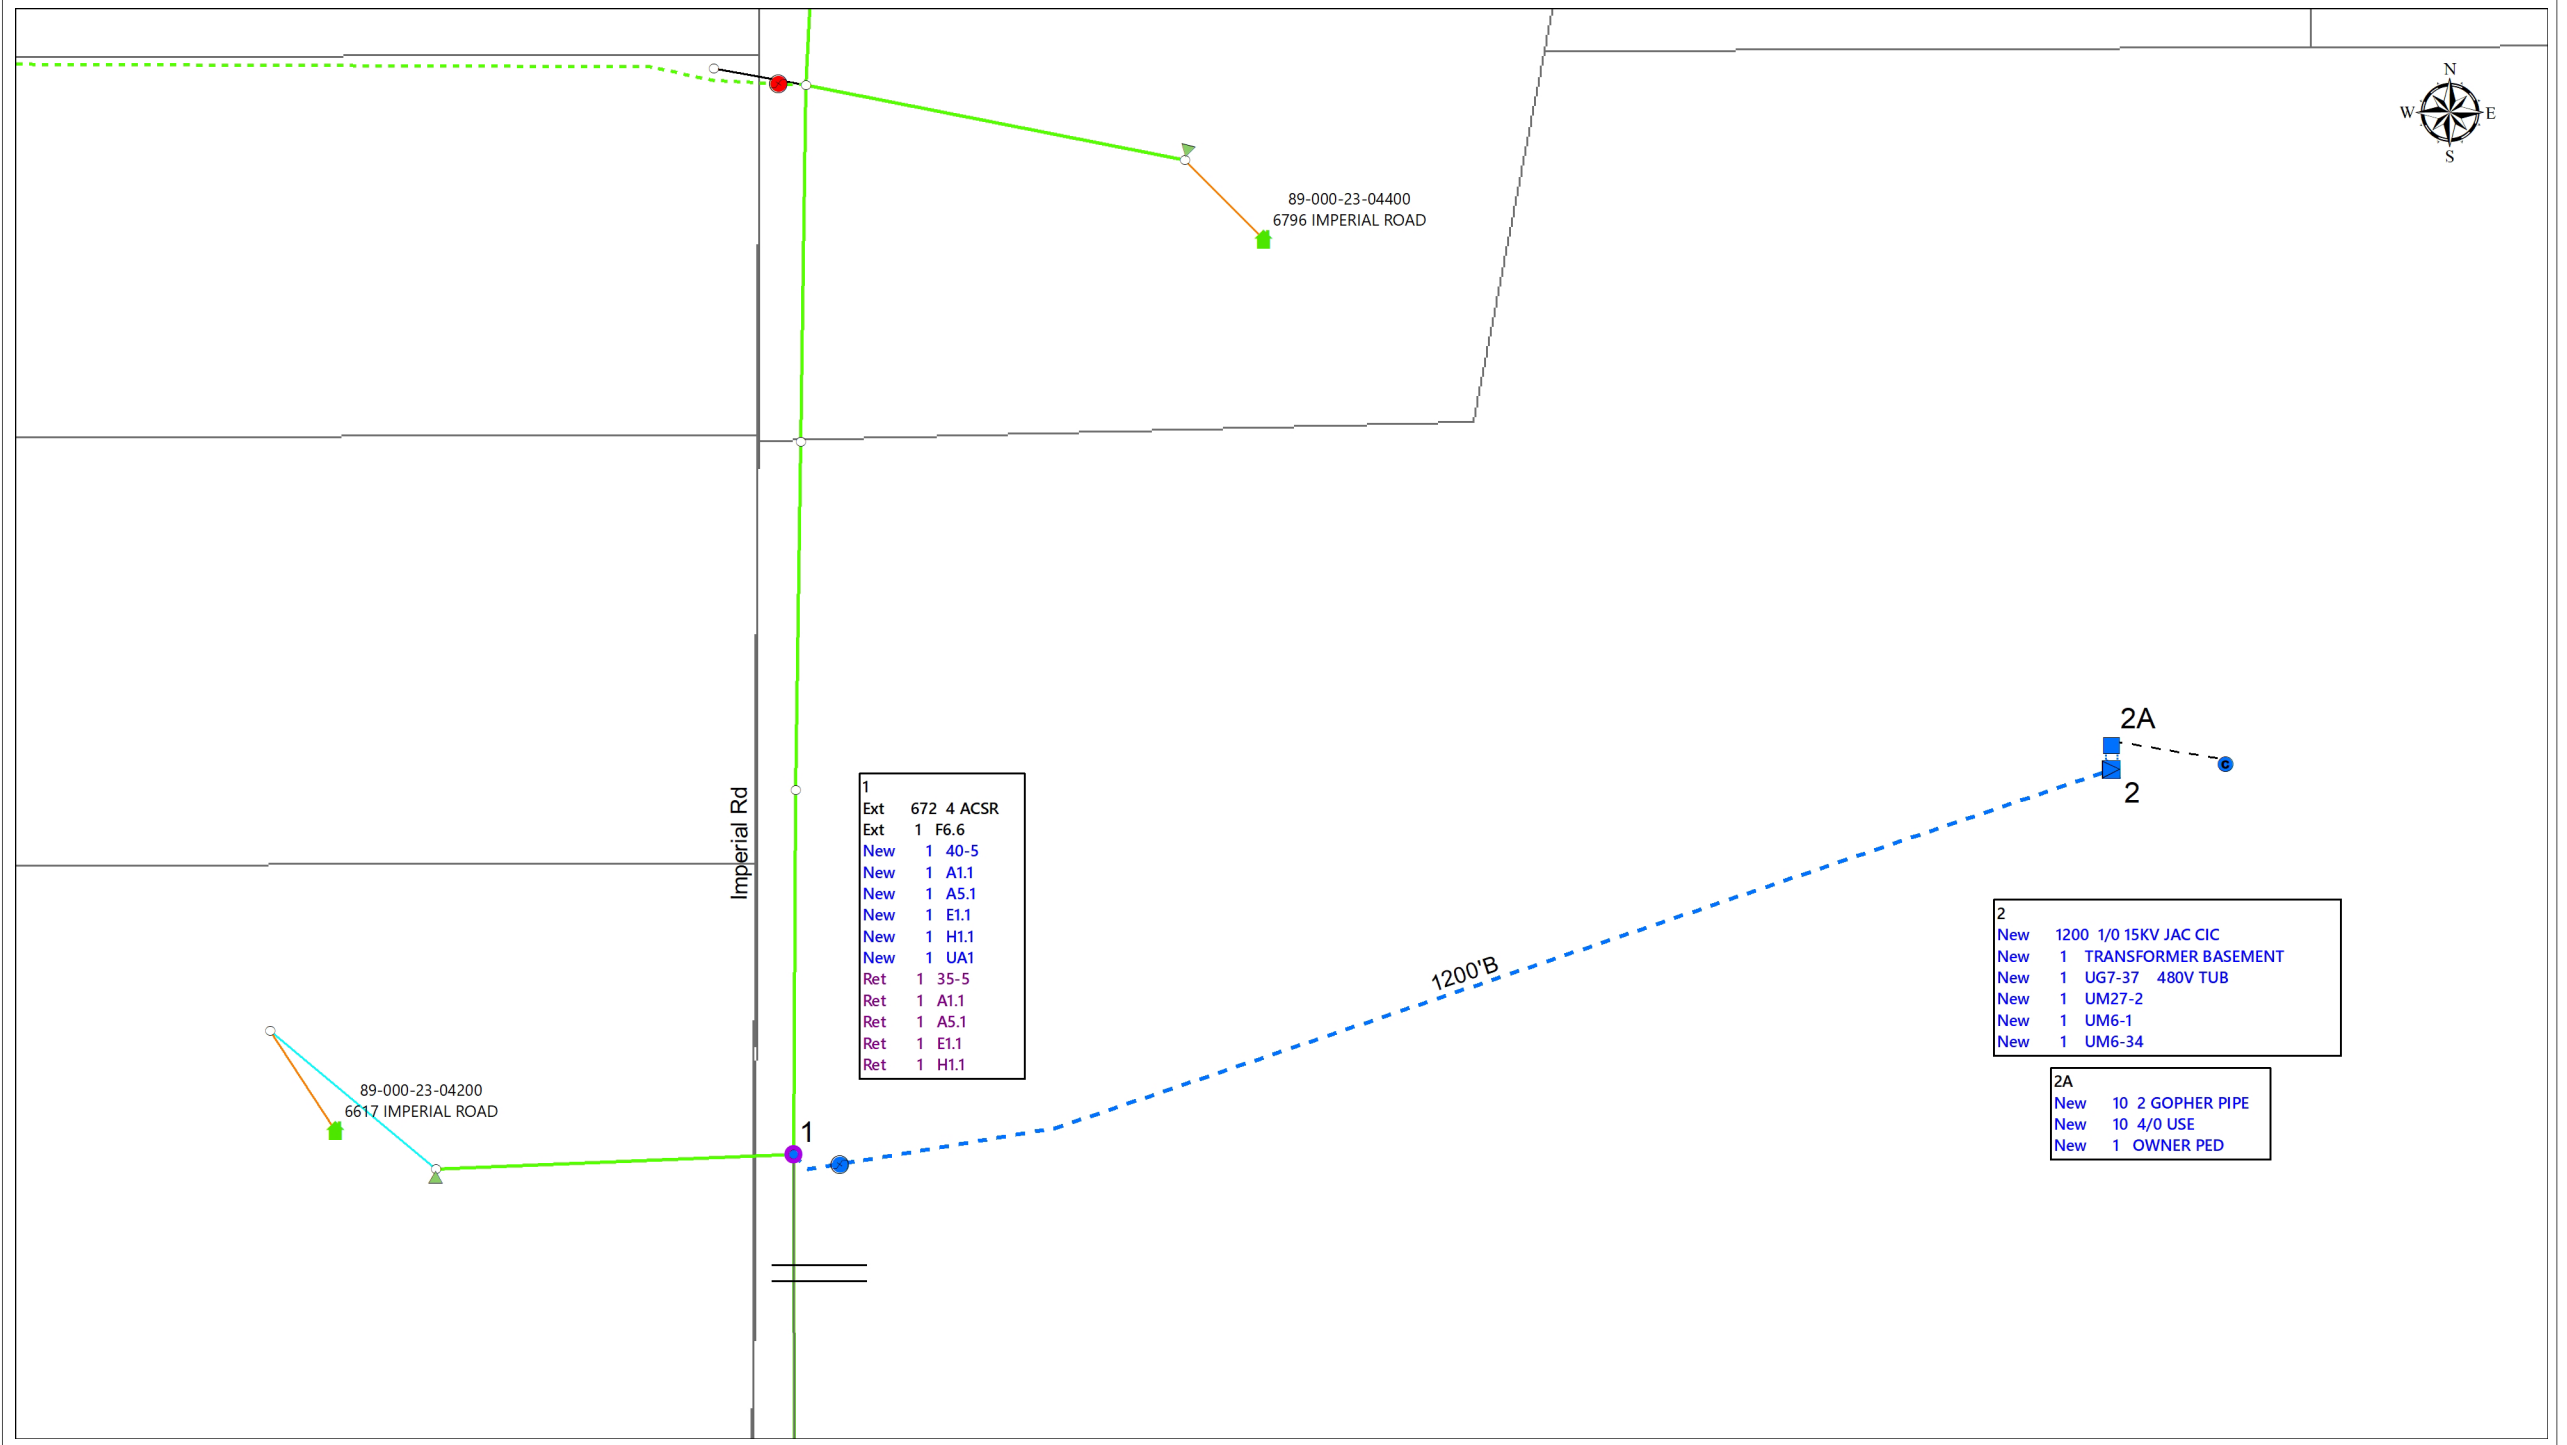 N
W E
S
89-000-23-04400
6796 IMPERIAL ROAD
Imperial Rd
1
Ext 672 4 ACSR
Ext 1 F6.6
New 1 40-5
New 1 A1.1
New 1 A5.1
New 1 E1.1
New 1 H1.1
New 1 UA1
Ret 1 35-5
Ret 1 A1.1
Ret 1 A5.1
Ret 1 E1.1
Ret 1 H1.1
2A
C
2
1200'B
2
New 1200 1/0 15KV JAC CIC
New 1 TRANSFORMER BASEMENT
New 1 UG7-37 480V TUB
New 1 UM27-2
New 1 UM6-1
New 1 UM6-34
2A
New 10 2 GOPHER PIPE
New 10 4/0 USE
New 1 OWNER PED
89-000-23-04200
6617 IMPERIAL ROAD
1